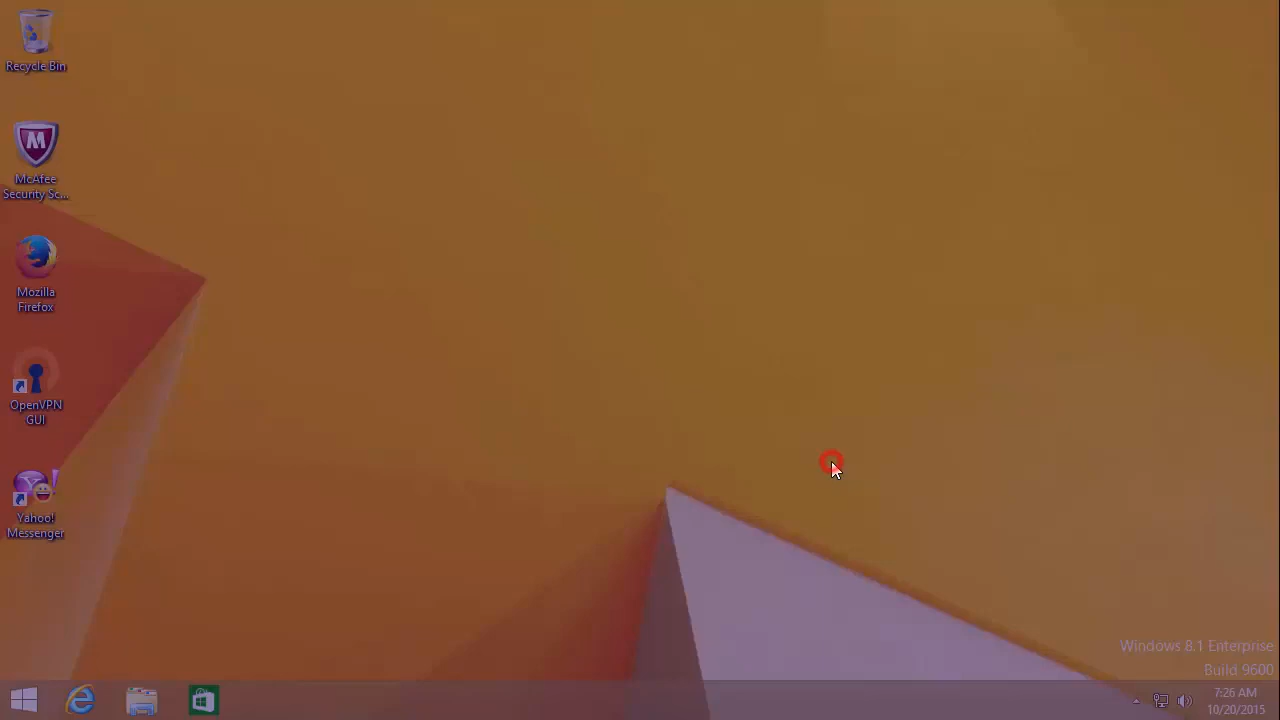 Recycle Bin
McAfee
Security Sc...
Mozilla
Firefox
OpenVPN
GUI
Yahoo!
Messenger
Windows 8.1 Enterprise
Build 9600
7:26 AM
10/20/2015